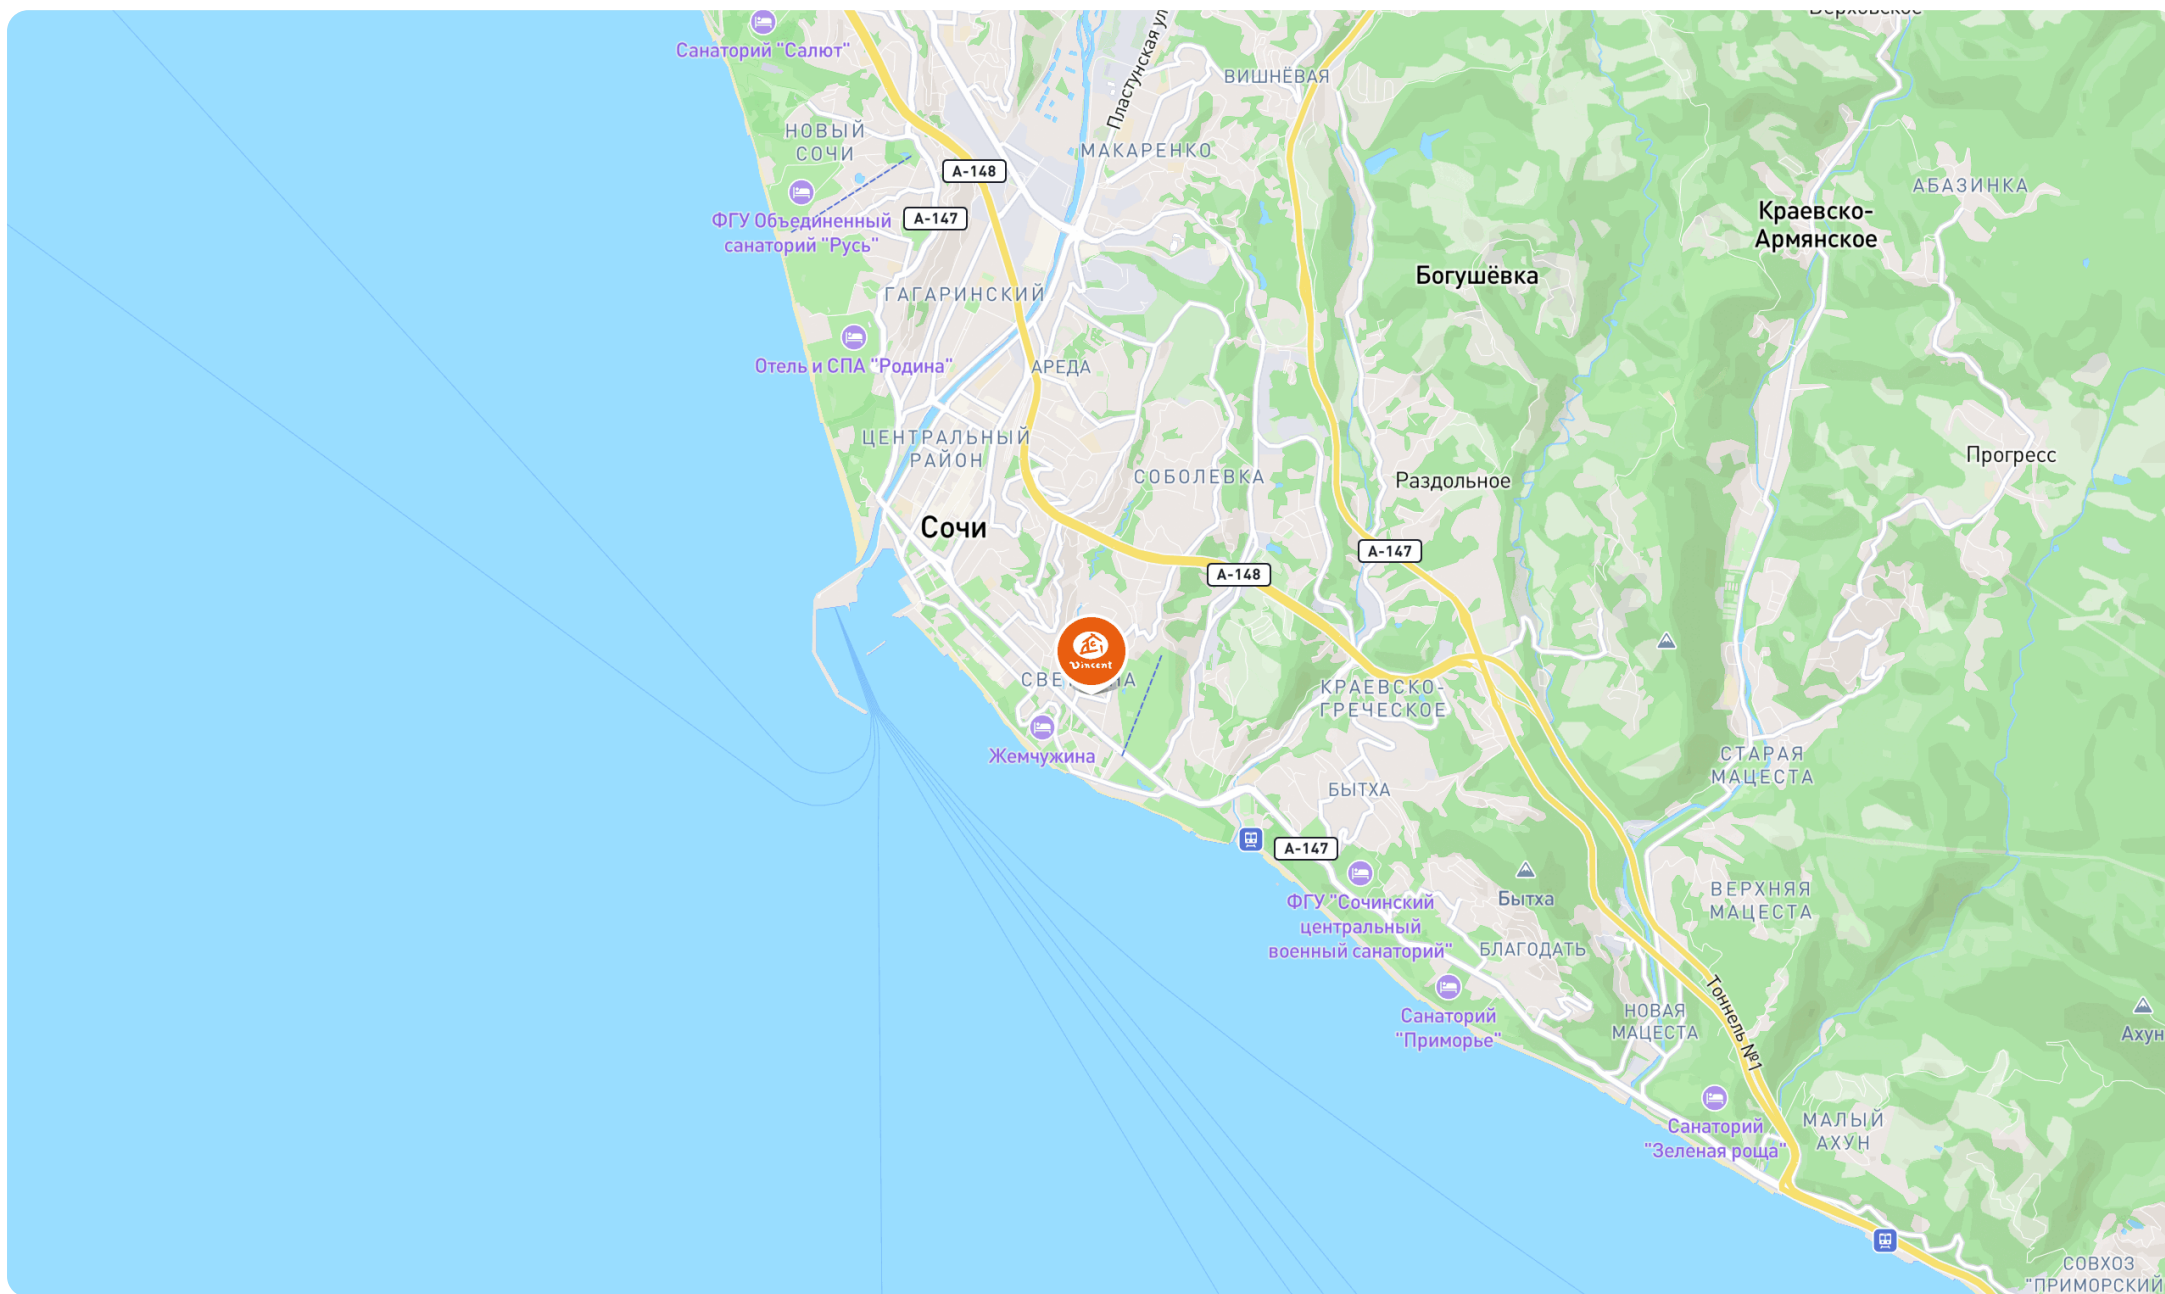 Верховское
Санаторий "Салют"
Пластунская ул
ВИШНЁВАЯ
НОВЫЙ
СОЧИ
МАКАРЕНКО
А-148
АБАЗИНКА
ФГУ Объединенный
санаторий "Русь"
А-147
Краевско-
Армянское
Богушёвка
ГАГАРИНСКИЙ
Отель и СПА "Родина"
АРЕДА
ЦЕНТРАЛЬНЫЙ
РАЙОН
СОБОЛЕВКА
Раздольное
Прогресс
Сочи
А-147
А-148
Vincent
СВЕ
НА
КРАЕВСКО-
ГРЕЧЕСКОЕ
Жемчужина
СТАРАЯ
МАЦЕСТА
БЫТХА
А-147
Бытха
ФГУ "Сочинский
центральный
военный санаторий"
ВЕРХНЯЯ
МАЦЕСТА
БЛАГОДАТЬ
Санаторий
"Приморье"
НОВАЯ
МАЦЕСТА
Тоннель №1
Ахун
Санаторий
"Зеленая роща"
МАЛЫЙ
АХУН
СОВХОЗ
"ПРИМОРСКИЙ